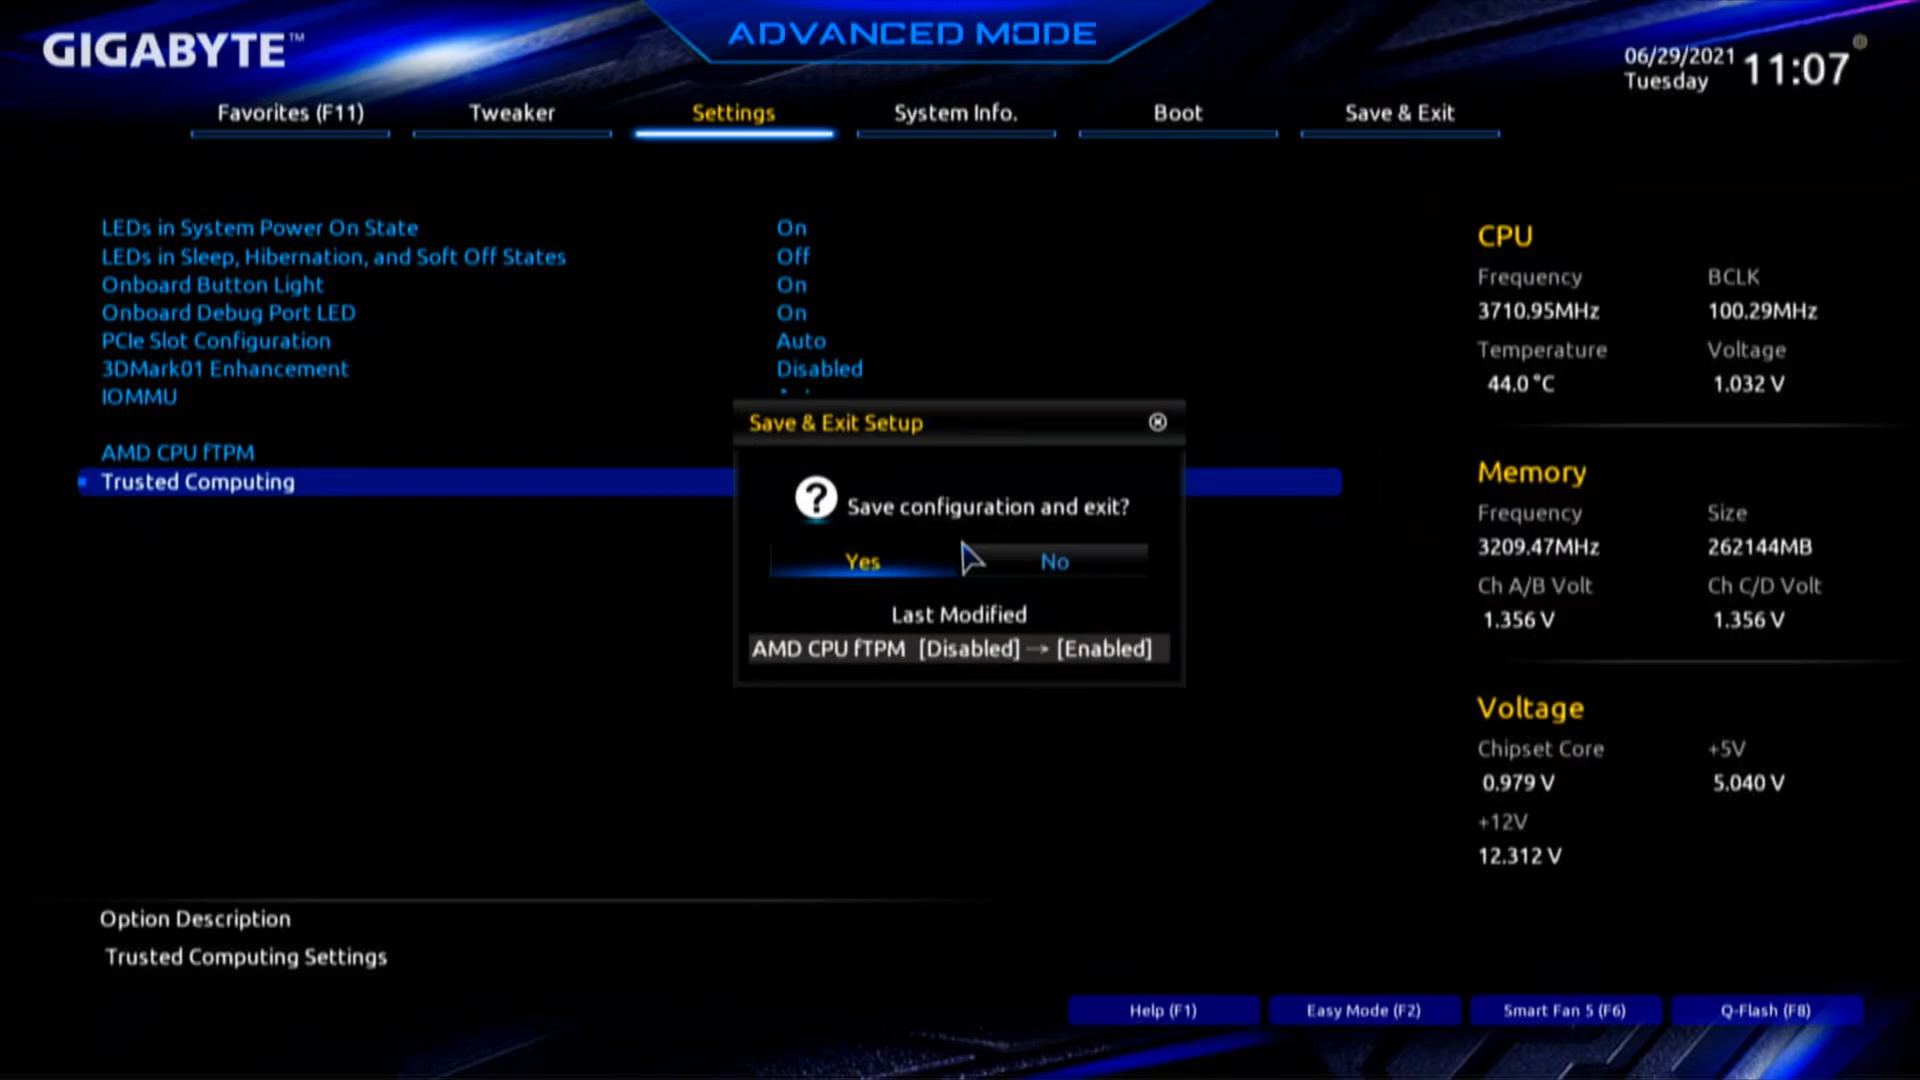 GIGABYTE™
ADVANCED MODE
06/29/2021
Tuesday
11:07
Favorites (F11)
Tweaker
Settings
System Info.
Boot
Save & Exit
LEDs in System Power On State On
LEDs in Sleep, Hibernation, and Soft Off States Off
Onboard Button Light On
Onboard Debug Port LED On
PCIe Slot Configuration Auto
3DMark01 Enhancement Disabled
IOMMU
AMD CPU fTPM
Trusted Computing
Save & Exit Setup
? Save configuration and exit?
Yes No
Last Modified
AMD CPU fTPM [Disabled] → [Enabled]
CPU
Frequency BCLK
3710.95MHz 100.29MHz
Temperature Voltage
44.0 °C 1.032 V
Memory
Frequency Size
3209.47MHz 262144MB
Ch A/B Volt Ch C/D Volt
1.356 V 1.356 V
Voltage
Chipset Core +5V
0.979 V 5.040 V
+12V
12.312 V
Option Description
Trusted Computing Settings
Help (F1)
Easy Mode (F2)
Smart Fan 5 (F6)
Q-Flash (F8)